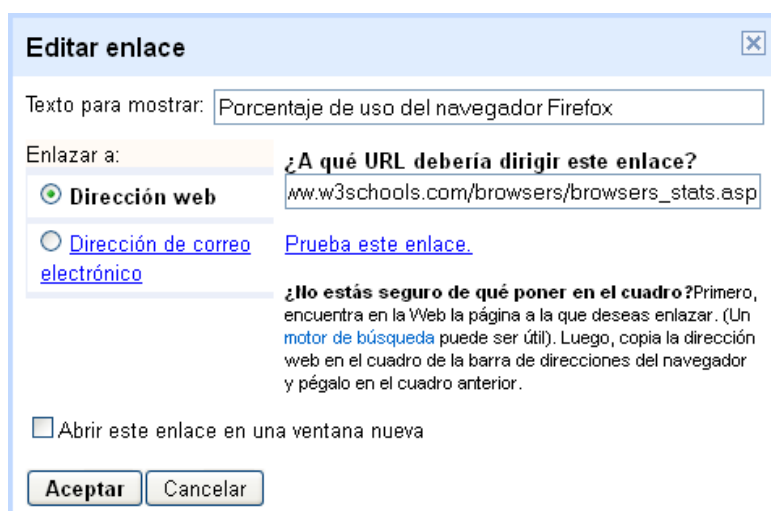 Editar enlace
Texto para mostrar: Porcentaje de uso del navegador Firefox
Enlazar a:
Dirección web
Dirección de correo
electrónico
¿A qué URL debería dirigir este enlace?
ww.w3schools.com/browsers/browsers_stats.asp
Prueba este enlace.
¿No estás seguro de qué poner en el cuadro?Primero,
encuentra en la Web la página a la que deseas enlazar. (Un
motor de búsqueda puede ser útil). Luego, copia la dirección
web en el cuadro de la barra de direcciones del navegador
y pégalo en el cuadro anterior.
Abrir este enlace en una ventana nueva
Aceptar Cancelar